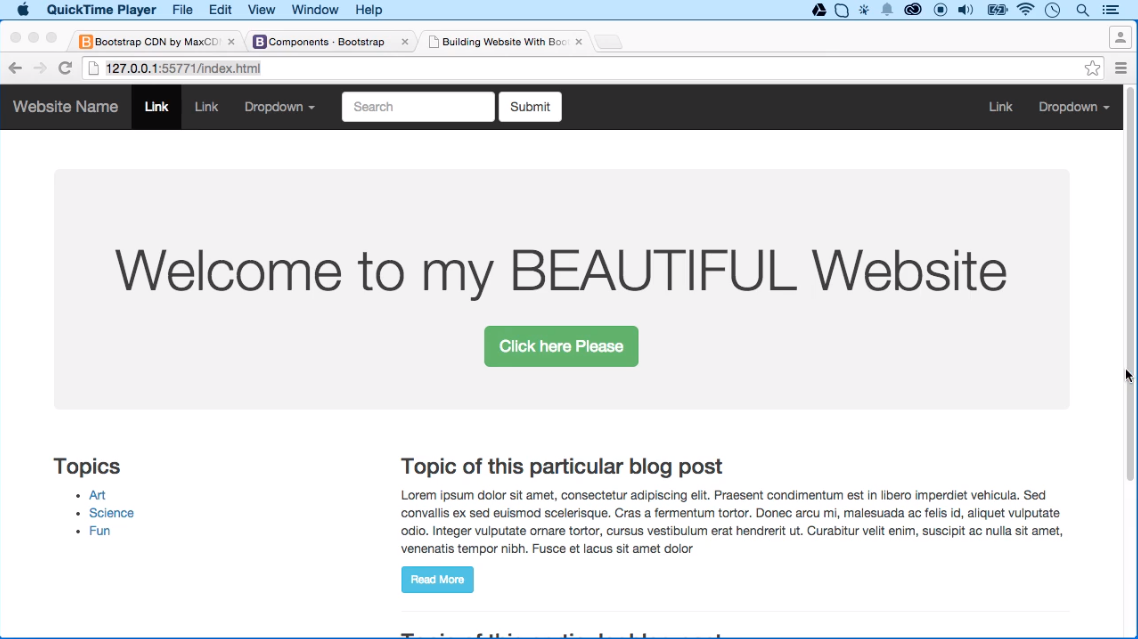 QuickTime Player File Edit View Window Help
Bootstrap CDN by MaxCDN
Components · Bootstrap
Building Website With Boo
127.0.0.1:55771/index.html
Website Name Link Link Dropdown Search Submit Link Dropdown
Welcome to my BEAUTIFUL Website
Click here Please
Topics
Art
Science
Fun
Topic of this particular blog post
Lorem ipsum dolor sit amet, consectetur adipiscing elit. Praesent condimentum est in libero imperdiet vehicula. Sed
convallis ex sed euismod scelerisque. Cras a fermentum tortor. Donec arcu mi, malesuada ac felis id, aliquet vulputate
odio. Integer vulputate ornare tortor, cursus vestibulum erat hendrerit ut. Curabitur velit enim, suscipit ac nulla sit amet,
venenatis tempor nibh. Fusce et lacus sit amet dolor
Read More